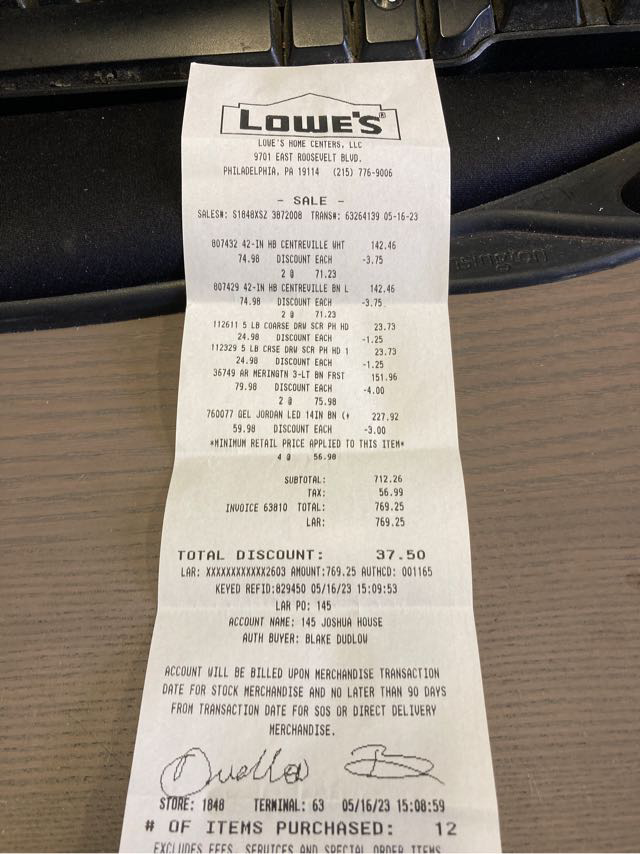 LOWE'S®
LOWE'S HOME CENTERS, LLC
9701 EAST ROOSEVELT BLVD.
PHILADELPHIA, PA 19114 (215) 776-9006
- SALE -
SALES#: S1848XSZ 3872008 TRANS#: 63264139 05-16-23
807432 42-IN HB CENTREVILLE WHT 142.46
74.98 DISCOUNT EACH -3.75
2 @ 71.23
807429 42-IN HB CENTREVILLE BN L 142.46
74.98 DISCOUNT EACH -3.75
2 @ 71.23
112611 5 LB COARSE DRW SCR PH HD 23.73
24.98 DISCOUNT EACH -1.25
112329 5 LB CRSE DRW SCR PH HD 1 23.73
24.98 DISCOUNT EACH -1.25
36749 AR MERINGTN 3-LT BN FRST 151.96
79.98 DISCOUNT EACH -4.00
2 @ 75.98
760077 QEL JORDAN LED 14IN BN (+ 227.92
59.98 DISCOUNT EACH -3.00
*MINIMUM RETAIL PRICE APPLIED TO THIS ITEM*
4 @ 56.98
SUBTOTAL: 712.26
TAX: 56.99
INVOICE 63810 TOTAL: 769.25
LAR: 769.25
TOTAL DISCOUNT: 37.50
LAR: XXXXXXXXXXXX2603 AMOUNT:769.25 AUTHCD: 001165
KEYED REFID:829450 05/16/23 15:09:53
LAR PO: 145
ACCOUNT NAME: 145 JOSHUA HOUSE
AUTH BUYER: BLAKE DUDLOW
ACCOUNT WILL BE BILLED UPON MERCHANDISE TRANSACTION
DATE FOR STOCK MERCHANDISE AND NO LATER THAN 90 DAYS
FROM TRANSACTION DATE FOR SOS OR DIRECT DELIVERY
MERCHANDISE.
STORE: 1848 TERMINAL: 63 05/16/23 15:08:59
# OF ITEMS PURCHASED: 12
EXCLUDES FEES, SERVICES AND SPECIAL ORDER ITEMS